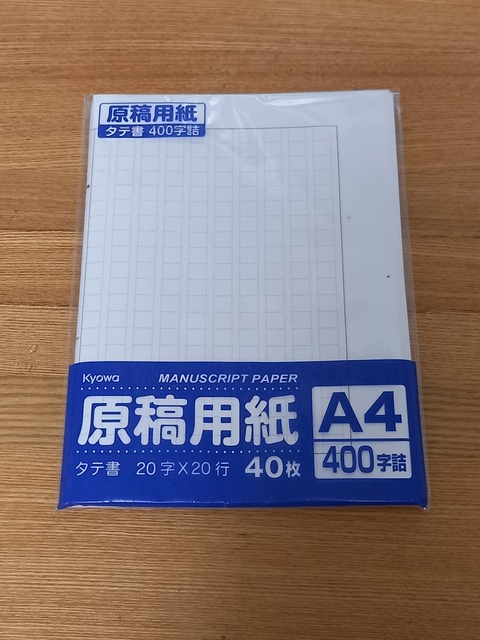 原稿用紙
タテ書 400字詰
Kyowa MANUSCRIPT PAPER
原稿用紙
タテ書 20字×20行 40枚
A4
400字詰